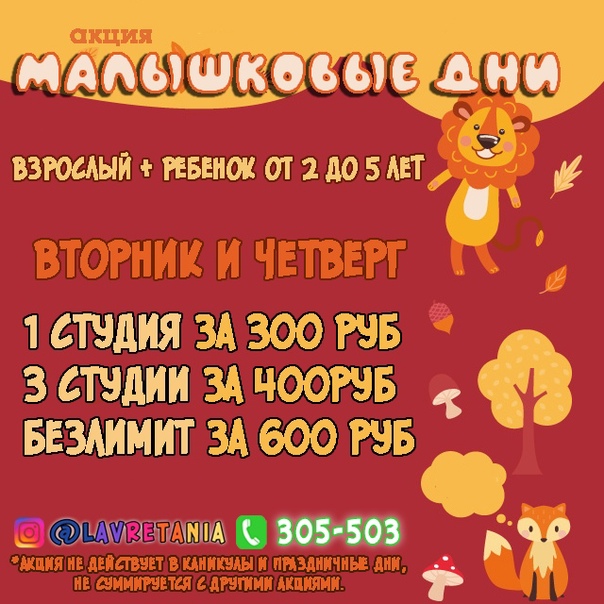 акция
МАЛЫШКОВЫЕ ДНИ
ВЗРОСЛЫЙ + РЕБЕНОК ОТ 2 ДО 5 ЛЕТ
ВТОРНИК И ЧЕТВЕРГ
1 СТУДИЯ ЗА 300 РУБ
3 СТУДИИ ЗА 400РУБ
БЕЗЛИМИТ ЗА 600 РУБ
@LAVRETANIA 305-503
*АКЦИЯ НЕ ДЕЙСТВУЕТ В КАНИКУЛЫ И ПРАЗДНИЧНЫЕ ДНИ,
НЕ СУММИРУЕТСЯ С ДРУГИМИ АКЦИЯМИ.